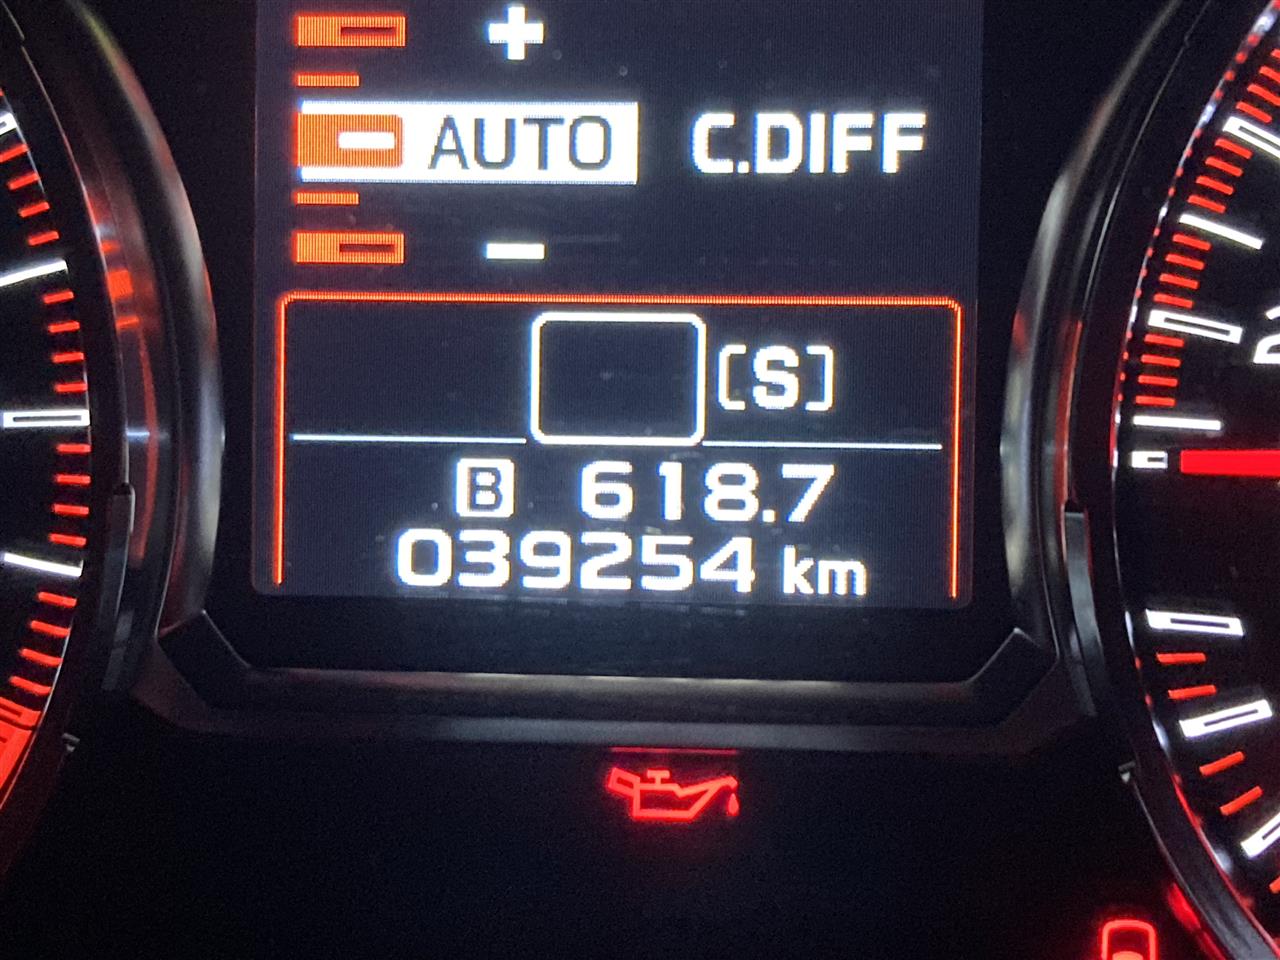 +
AUTO C.DIFF
-
[S]
B 618.7
039254 km